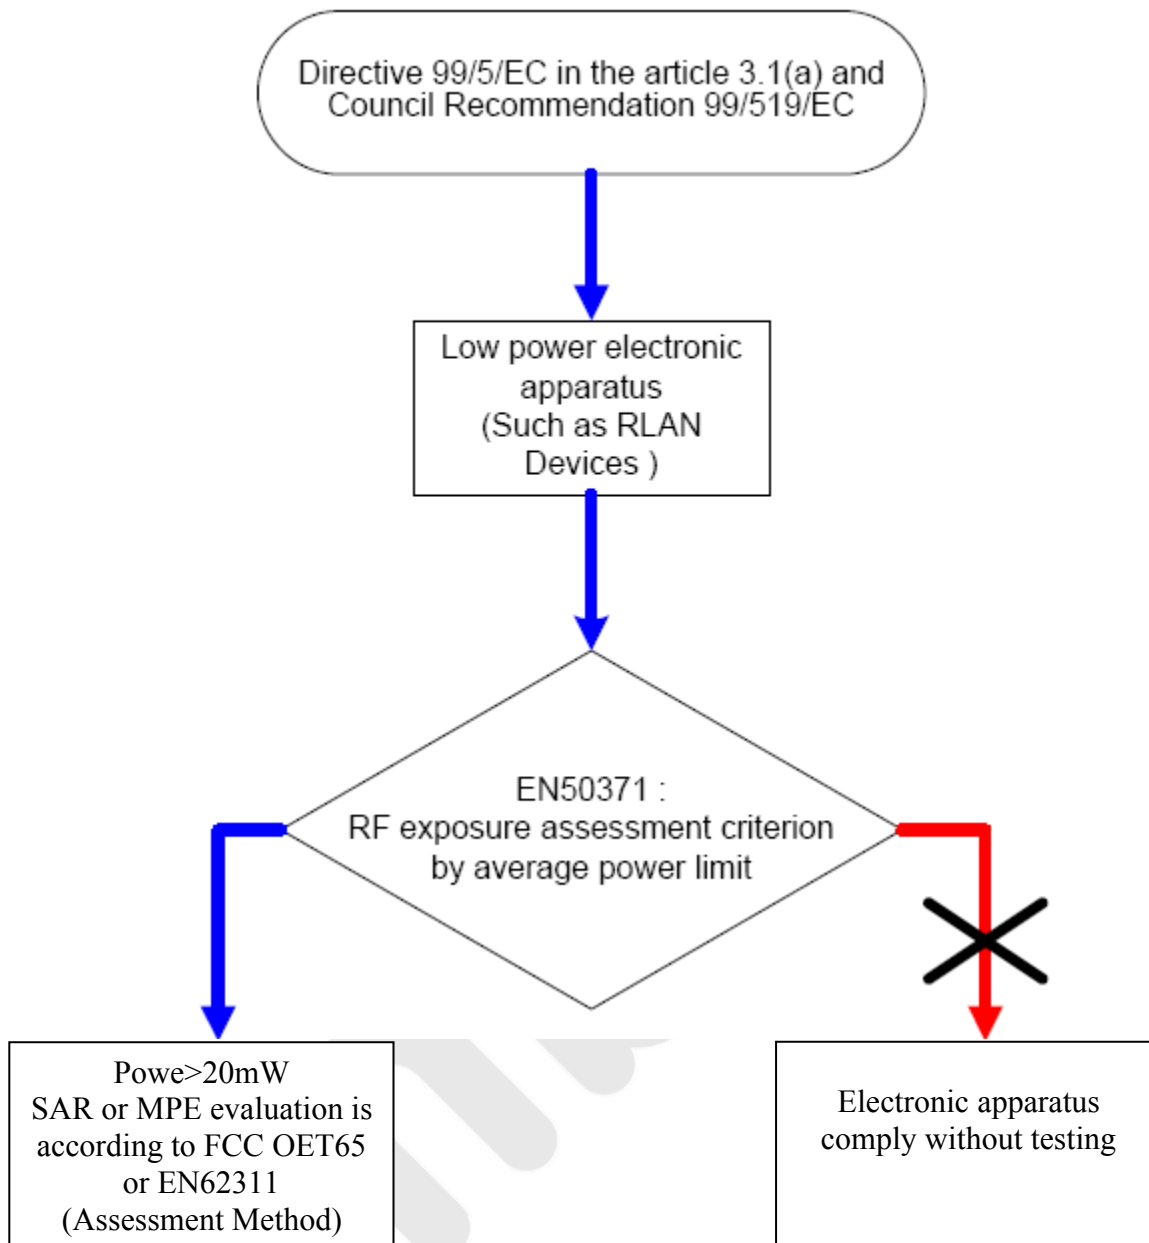 Directive 99/5/EC in the article 3.1(a) and
Council Recommendation 99/519/EC
Low power electronic
apparatus
(Such as RLAN
Devices )
EN50371 :
RF exposure assessment criterion
by average power limit
Powe>20mW
SAR or MPE evaluation is
according to FCC OET65
or EN62311
(Assessment Method)
Electronic apparatus
comply without testing